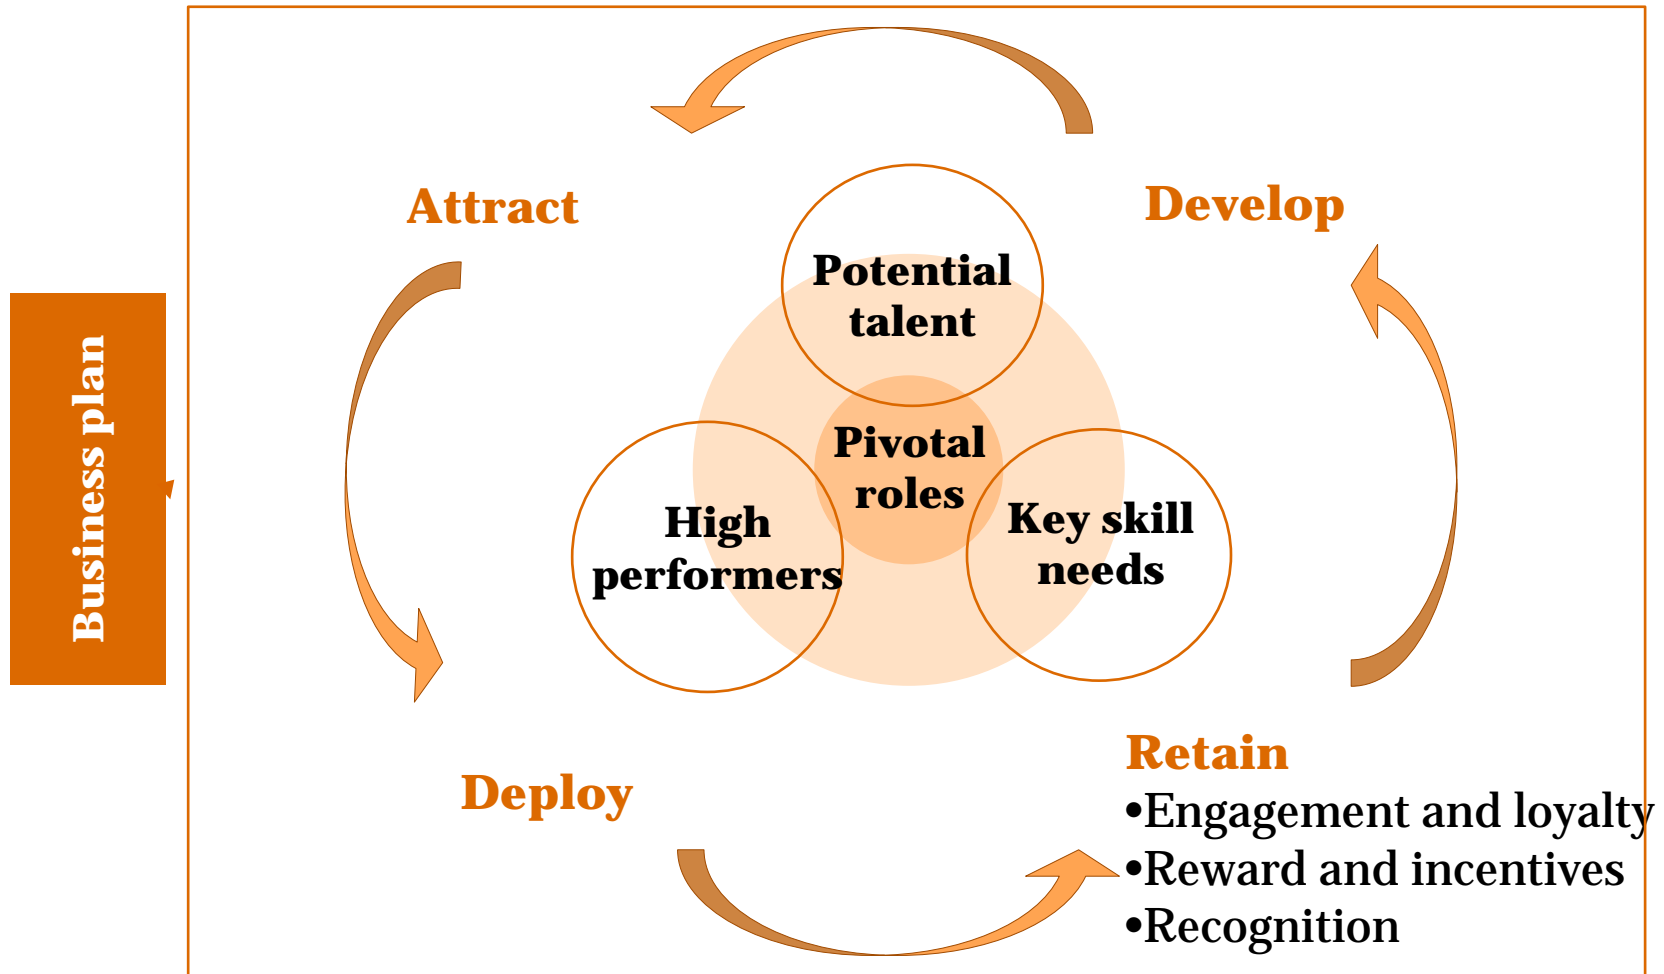 Business plan
Attract
Develop
Potential
talent
Pivotal
roles
High
performers
Key skill
needs
Deploy
Retain
•Engagement and loyalty
•Reward and incentives
•Recognition